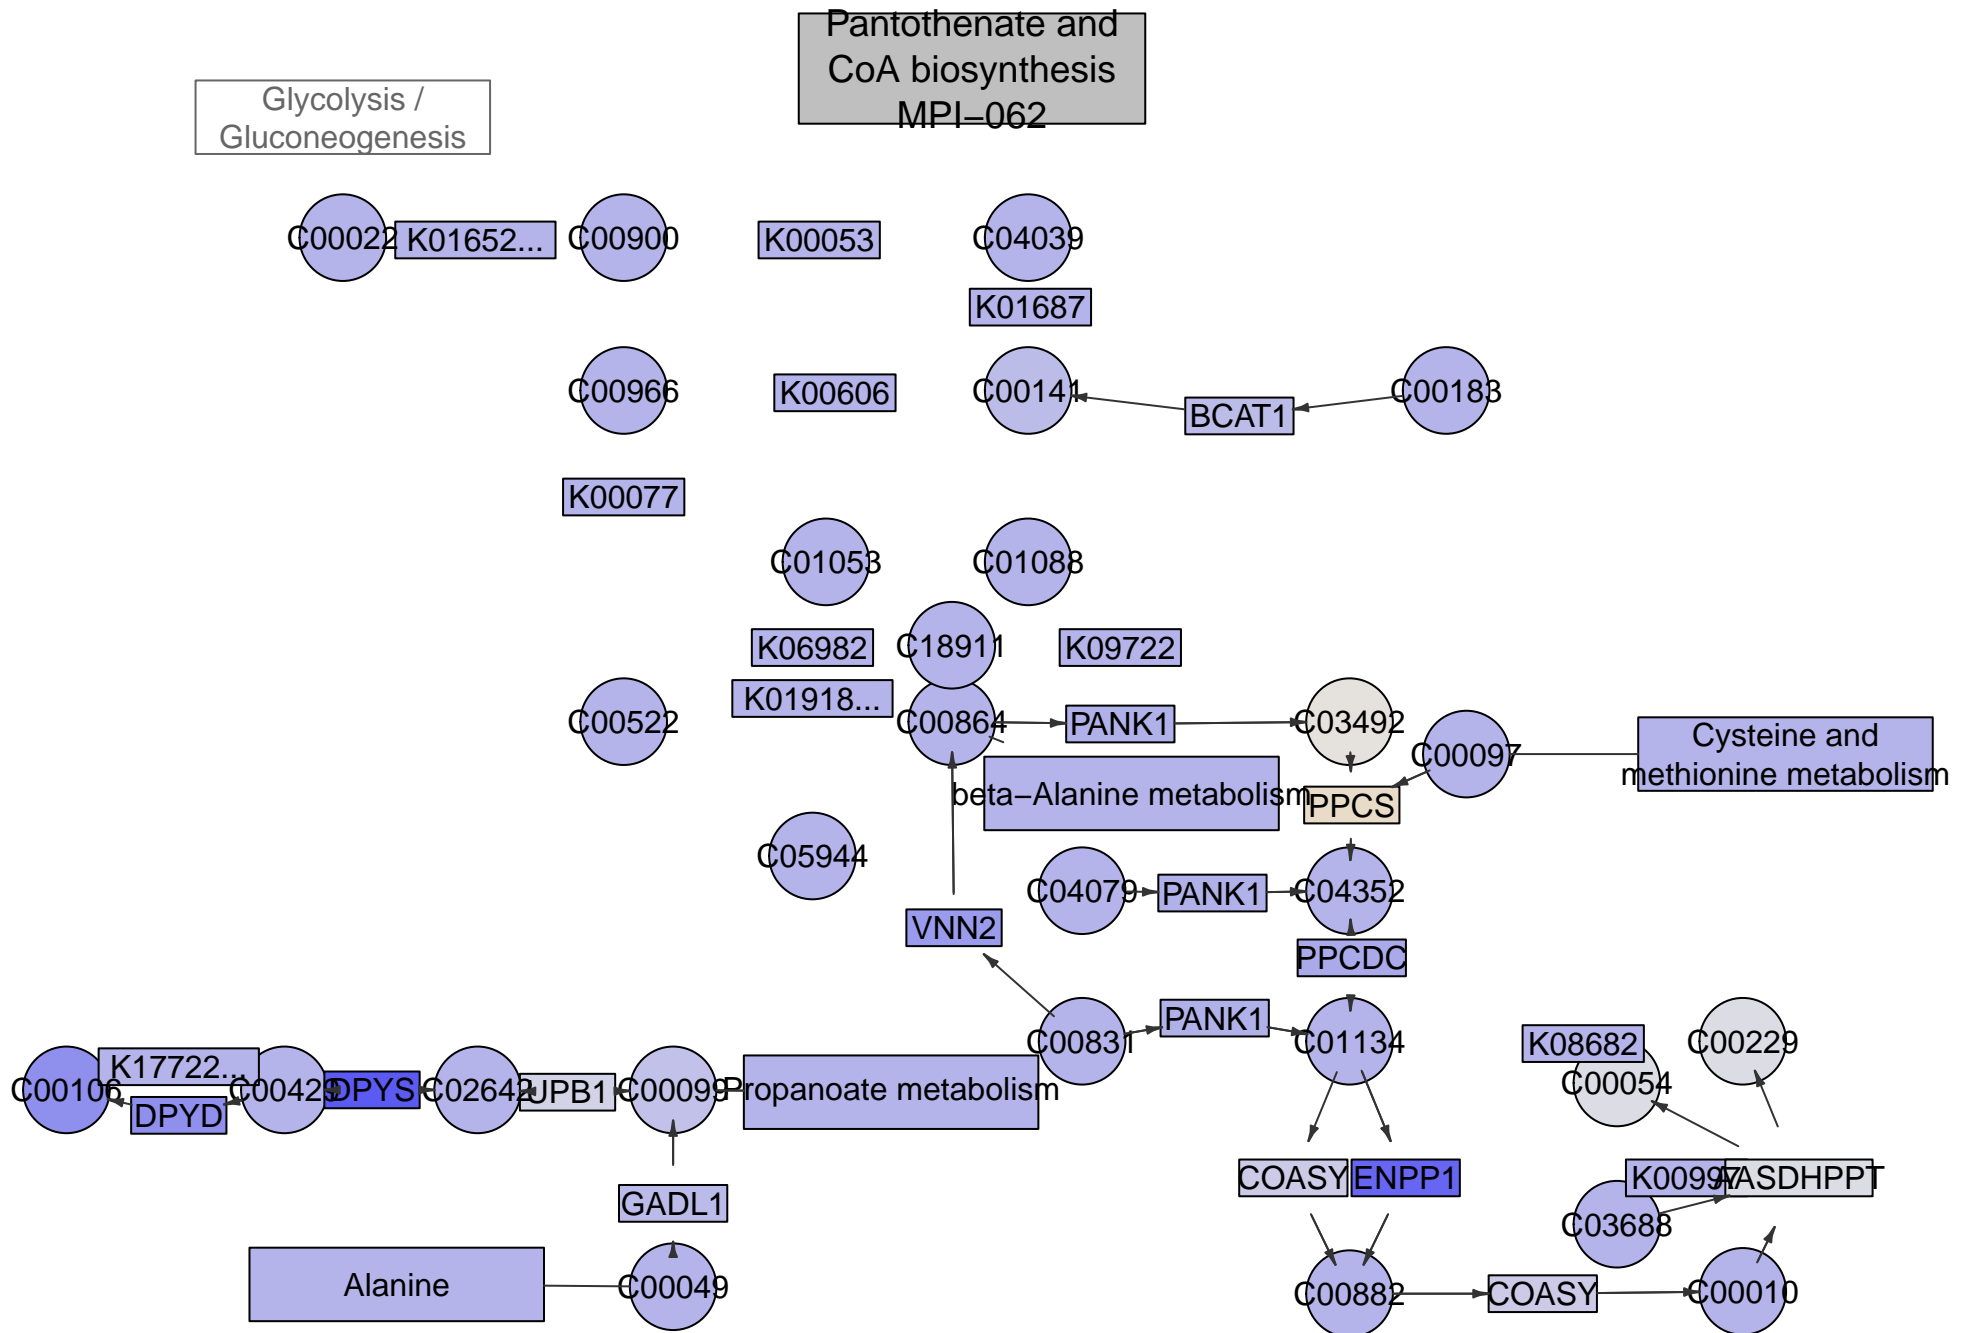 Pantothenate and
CoA biosynthesis
MPI−062
Glycolysis /
Gluconeogenesis
C00022
K01652...
C00900
K00053
C04039
K01687
C00966
K00606
C00141
BCAT1
C00183
K00077
C01053
C01088
K06982
C18911
K09722
K01918...
C00522
C00864
PANK1
C03492
C00097
Cysteine and
methionine metabolism
beta−Alanine metabolism
PPCS
C05944
C04079
PANK1
C04352
VNN2
PPCDC
PANK1
C00831
C01134
K08682
C00229
C00054
K17722...
C00106
C00429
DPYS
C02642
UPB1
C00099
Propanoate metabolism
DPYD
COASY
ENPP1
K00997
AASDHPPT
GADL1
C03688
Alanine
C00049
C00882
COASY
C00010